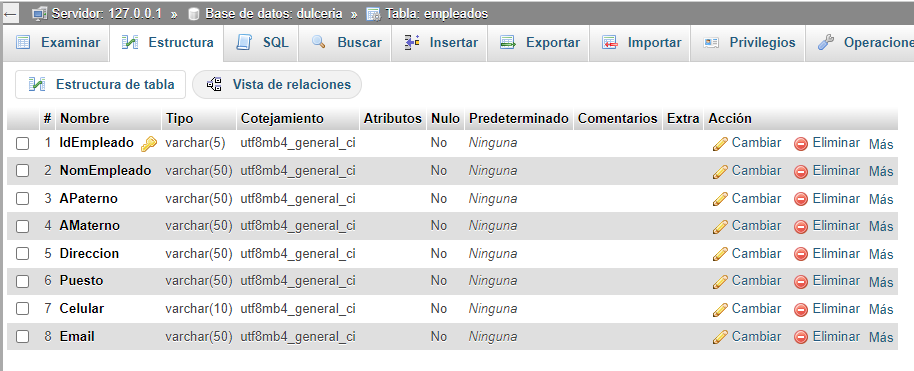 Servidor: 127.0.0.1 » Base de datos: dulceria » Tabla: empleados
Examinar Estructura SQL Buscar Insertar Exportar Importar Privilegios Operacione
Estructura de tabla Vista de relaciones
# Nombre Tipo Cotejamiento Atributos Nulo Predeterminado Comentarios Extra Acción
1 IdEmpleado varchar(5) utf8mb4_general_ci No Ninguna Cambiar Eliminar Más
2 NomEmpleado varchar(50) utf8mb4_general_ci No Ninguna Cambiar Eliminar Más
3 APaterno varchar(50) utf8mb4_general_ci No Ninguna Cambiar Eliminar Más
4 AMaterno varchar(50) utf8mb4_general_ci No Ninguna Cambiar Eliminar Más
5 Direccion varchar(50) utf8mb4_general_ci No Ninguna Cambiar Eliminar Más
6 Puesto varchar(50) utf8mb4_general_ci No Ninguna Cambiar Eliminar Más
7 Celular varchar(10) utf8mb4_general_ci No Ninguna Cambiar Eliminar Más
8 Email varchar(50) utf8mb4_general_ci No Ninguna Cambiar Eliminar Más